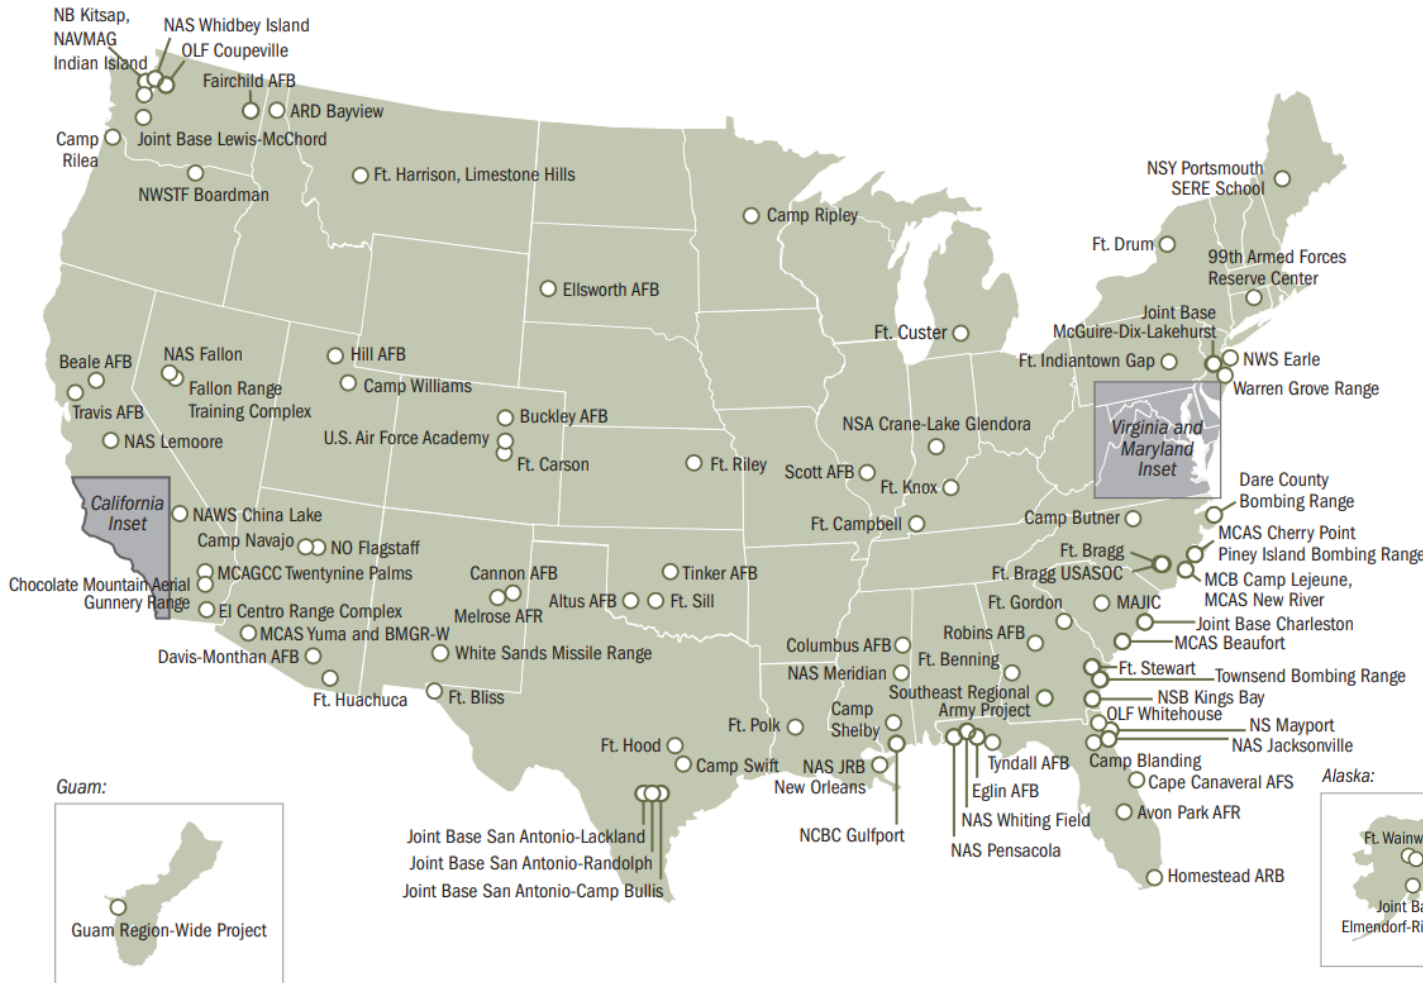 NB Kitsap,
NAVMAG
Indian Island
NAS Whidbey Island
OLF Coupeville
Fairchild AFB
ARD Bayview
Joint Base Lewis-McChord
Camp
Rilea
NWSTF Boardman
Ft. Harrison, Limestone Hills
Camp Ripley
NSY Portsmouth
SERE School
Ft. Drum
99th Armed Forces
Reserve Center
Ellsworth AFB
Joint Base
McGuire-Dix-Lakehurst
Ft. Custer
Ft. Indiantown Gap
NWS Earle
Warren Grove Range
Beale AFB
NAS Fallon
Hill AFB
Fallon Range
Training Complex
Camp Williams
Travis AFB
NAS Lemoore
Buckley AFB
U.S. Air Force Academy
Ft. Carson
Ft. Riley
NSA Crane-Lake Glendora
Scott AFB
Ft. Knox
Virginia and
Maryland
Inset
California
Inset
NAWS China Lake
Camp Navajo
NO Flagstaff
Ft. Campbell
Camp Butner
Dare County
Bombing Range
MCAS Cherry Point
Piney Island Bombing Range
Ft. Bragg
Ft. Bragg USASOC
MCB Camp Lejeune,
MCAS New River
MCAGCC Twentynine Palms
Chocolate Mountain Aerial
Gunnery Range
El Centro Range Complex
MCAS Yuma and BMGR-W
Davis-Monthan AFB
Ft. Huachuca
Cannon AFB
Melrose AFR
Altus AFB
Tinker AFB
Ft. Sill
White Sands Missile Range
Ft. Bliss
Ft. Gordon
MAJIC
Joint Base Charleston
Columbus AFB
Robins AFB
MCAS Beaufort
NAS Meridian
Ft. Benning
Ft. Stewart
Townsend Bombing Range
Southeast Regional
Army Project
NSB Kings Bay
Ft. Polk
Camp
Shelby
OLF Whitehouse
NS Mayport
NAS Jacksonville
Ft. Hood
Camp Swift
NAS JRB
New Orleans
Tyndall AFB
Camp Blanding
Cape Canaveral AFS
Eglin AFB
NAS Whiting Field
NAS Pensacola
NCBC Gulfport
Avon Park AFR
Homestead ARB
Joint Base San Antonio-Lackland
Joint Base San Antonio-Randolph
Joint Base San Antonio-Camp Bullis
Guam:
Guam Region-Wide Project
Alaska:
Ft. Wainw
Joint Ba
Elmendorf-Ri